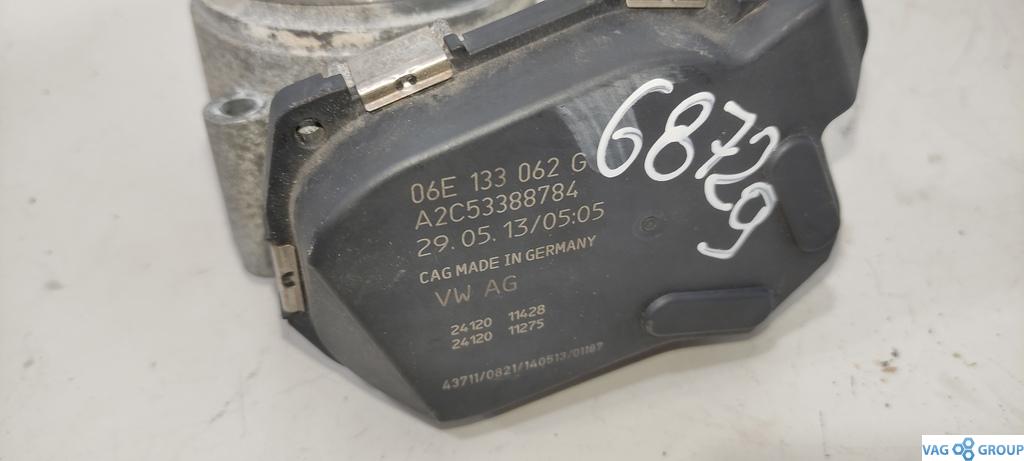 68729
06E 133 062 G
A2C53388784
29.05.13/05:05
CAG MADE IN GERMANY
VW AG
24120 11428
24120 11275
43711/0821/140513/01187
VAG GROUP